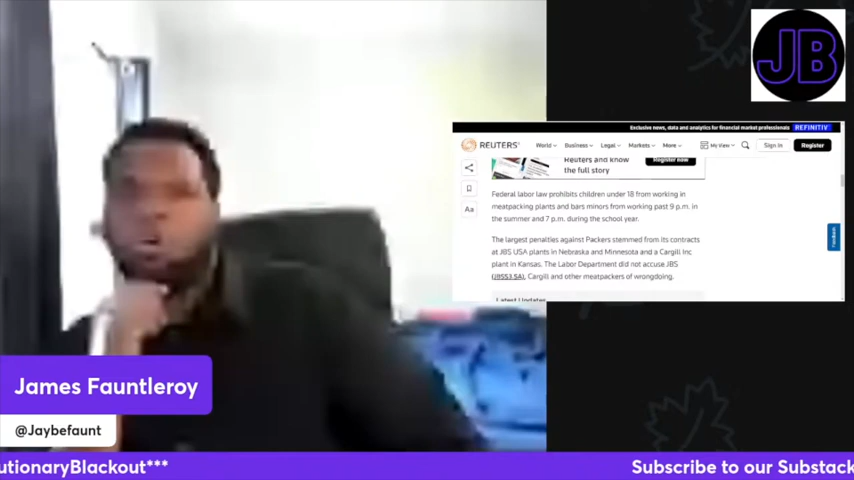 JB
Exclusive news, data and analytics for financial market professionals REFINITIV
REUTERS World Business Legal Markets More My View Sign In Register
Reuters and know Register now
the full story
Federal labor law prohibits children under 18 from working in
meatpacking plants and bars minors from working past 9 p.m. in
Aa
the summer and 7 p.m. during the school year.
Feedback
The largest penalties against Packers stemmed from its contracts
at JBS USA plants in Nebraska and Minnesota and a Cargill Inc
plant in Kansas. The Labor Department did not accuse JBS
(JBSS3.SA), Cargill and other meatpackers of wrongdoing.
Latest Updates
James Fauntleroy
@Jaybefaunt
utionaryBlackout*** Subscribe to our Substack